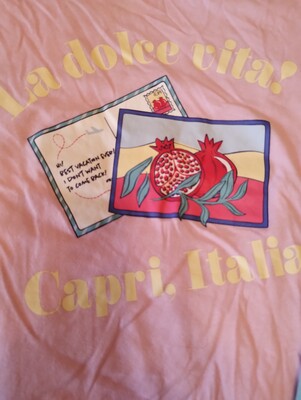 La dolce vita!
Hi!
BEST VACATION EVER!
I DON'T WANT
TO COME BACK!
Capri, Italia